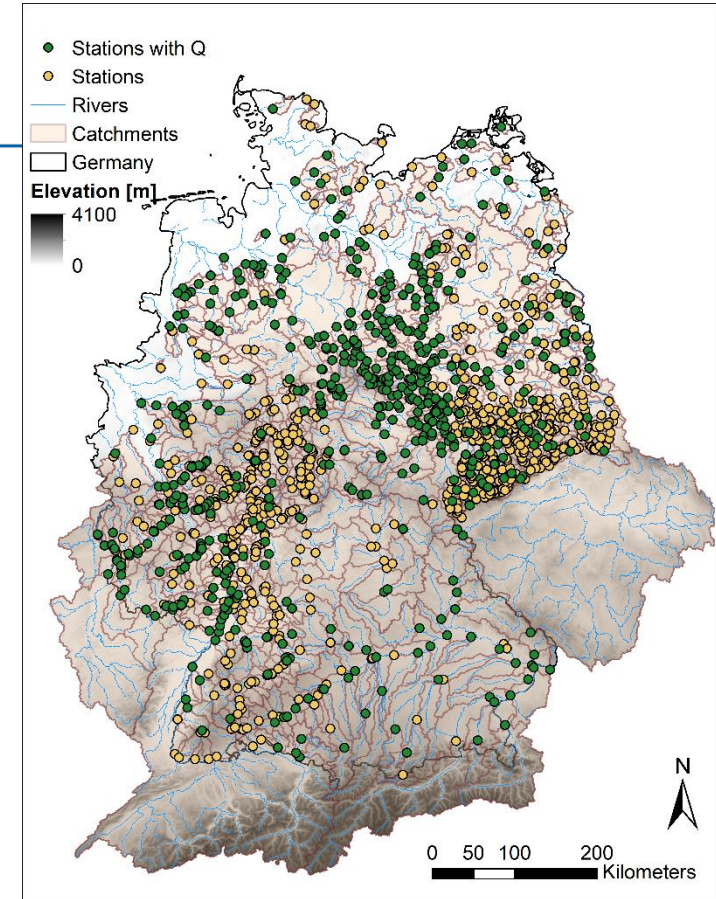 Stations with Q
Stations
Rivers
Catchments
Germany
Elevation [m]
4100
0
N
0 50 100 200
Kilometers